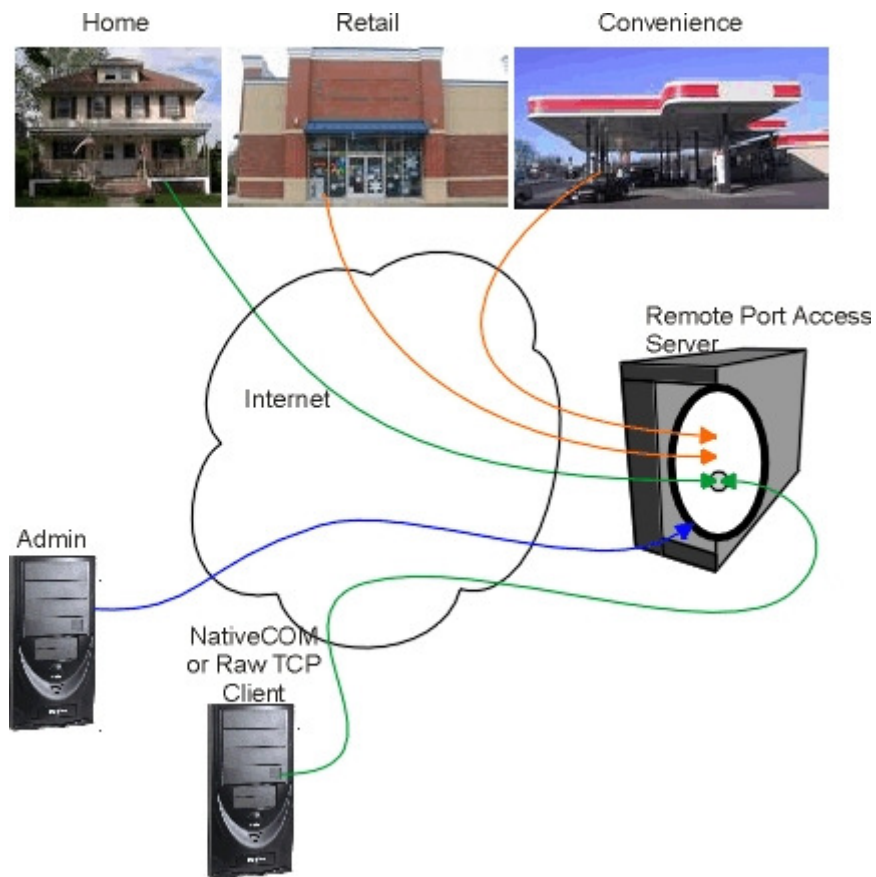 Home
Retail
Convenience
Remote Port Access
Server
Internet
Admin
NativeCOM
or Raw TCP
Client